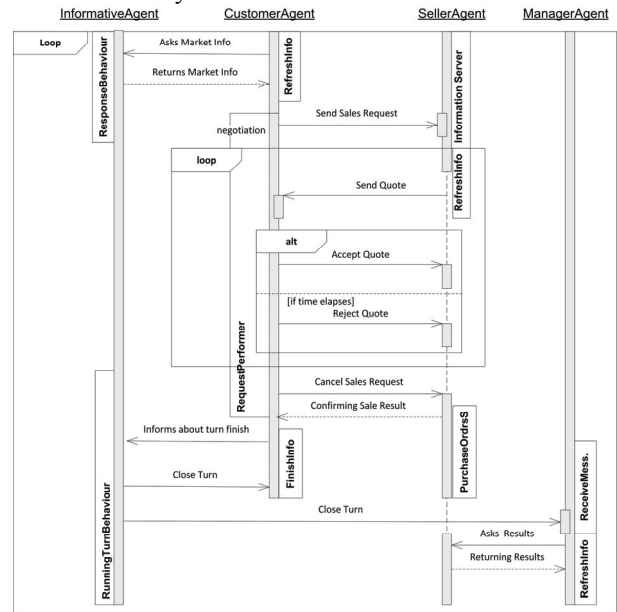 InformativeAgent CustomerAgent SellerAgent ManagerAgent
Loop
Asks Market Info
Returns Market Info
ResponseBehaviour
RefreshInfo
Information Server
negotiation
Send Sales Request
loop
RefreshInfo
Send Quote
alt
Accept Quote
[if time elapses]
Reject Quote
RequestPerformer
Cancel Sales Request
Confirming Sale Result
Informs about turn finish
FinishInfo
PurchaseOrdrsS
Close Turn
Close Turn
ReceiveMess.
RunningTurnBehaviour
Asks Results
Returning Results
RefreshInfo